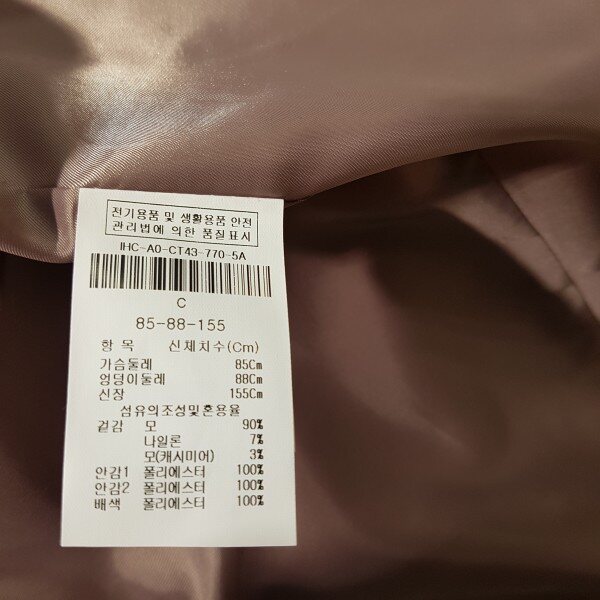 전기용품 및 생활용품 안전
관리법에 의한 품질표시
IHC-A0-CT43-770-5A
C
85-88-155
항 목 신체치수(Cm)
가슴둘레 85Cm
엉덩이둘레 88Cm
신장 155Cm
섬유의조성및혼용율
겉감 모 90%
나일론 7%
모(캐시미어) 3%
안감1 폴리에스터 100%
안감2 폴리에스터 100%
배색 폴리에스터 100%